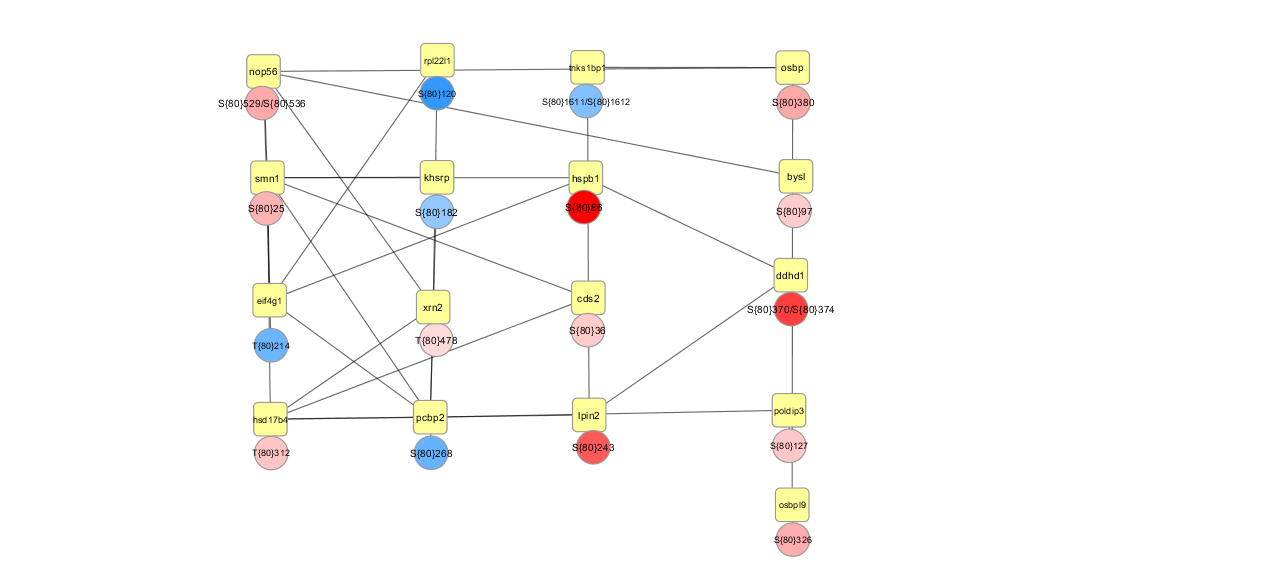 nop56
rpl22l1
tnks1bp1
osbp
S{80}529/S{80}536
S{80}120
S{80}1611/S{80}1612
S{80}380
smn1
khsrp
hspb1
bysl
S{80}25
S{80}182
S{80}86
S{80}97
eif4g1
xrn2
cds2
ddhd1
T{80}214
T{80}478
S{80}36
S{80}370/S{80}374
hsd17b4
pcbp2
lpin2
poldip3
T{80}312
S{80}268
S{80}243
S{80}127
osbpl9
S{80}326